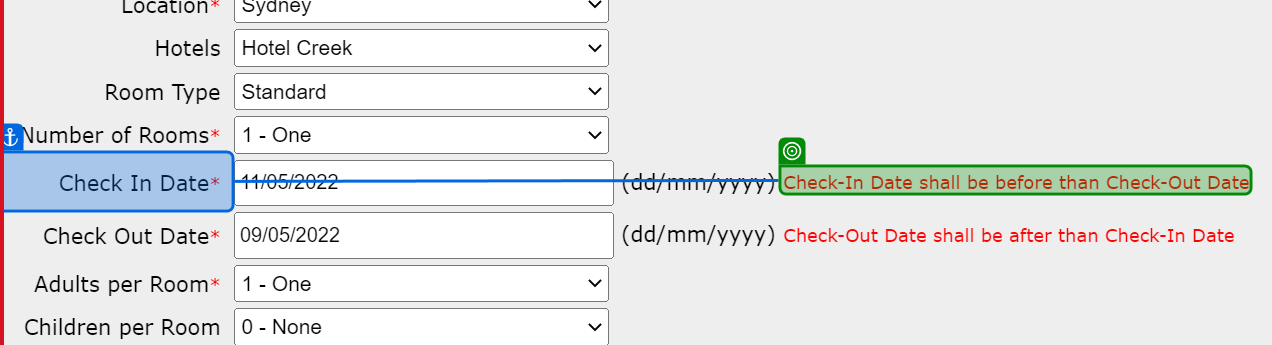 Location* Sydney
Hotels Hotel Creek
Room Type Standard
Number of Rooms* 1 - One
Check In Date* 11/05/2022 (dd/mm/yyyy) Check-In Date shall be before than Check-Out Date
Check Out Date* 09/05/2022 (dd/mm/yyyy) Check-Out Date shall be after than Check-In Date
Adults per Room* 1 - One
Children per Room 0 - None